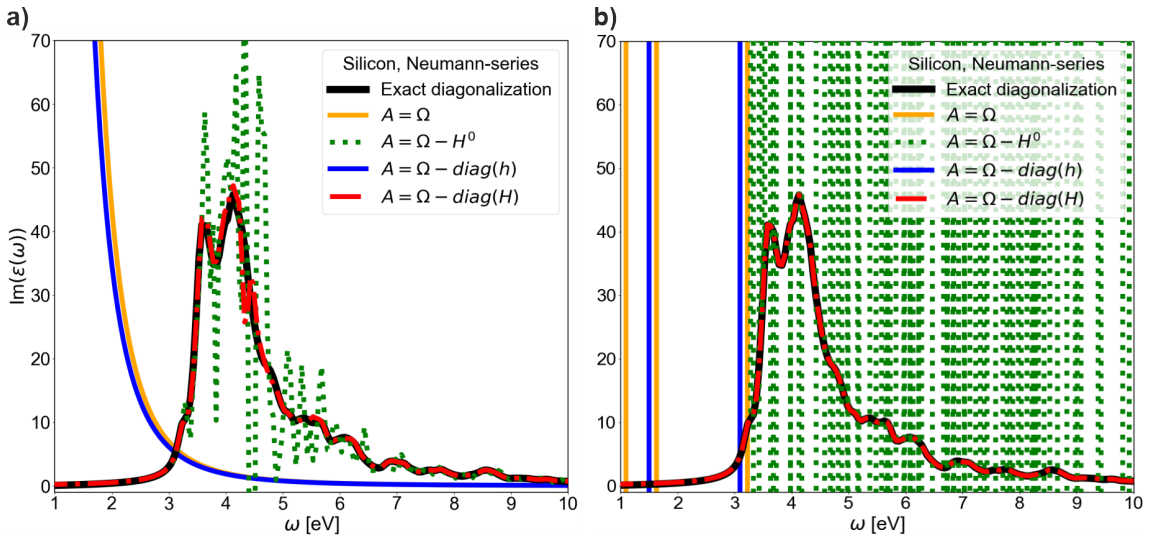 a)
70
60
50
40
30
20
10
0
Im(ε(ω))
1 2 3 4 5 6 7 8 9 10
ω [eV]
Silicon, Neumann-series
Exact diagonalization
A = Ω
A = Ω − H⁰
A = Ω − diag(h)
A = Ω − diag(H)
b)
70
60
50
40
30
20
10
0
1 2 3 4 5 6 7 8 9 10
ω [eV]
Silicon, Neumann-series
Exact diagonalization
A = Ω
A = Ω − H⁰
A = Ω − diag(h)
A = Ω − diag(H)